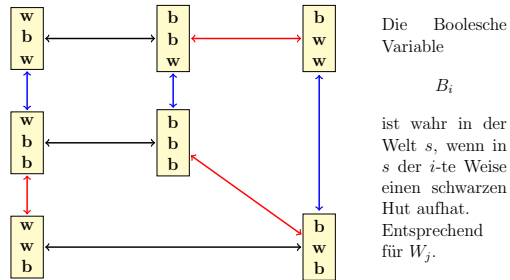 w
b
w
b
b
w
b
w
w
w
b
b
b
b
b
w
w
b
b
w
b
Die Boolesche
Variable
B_i
ist wahr in der
Welt s, wenn in
s der i-te Weise
einen schwarzen
Hut aufhat.
Entsprechend
für W_j.